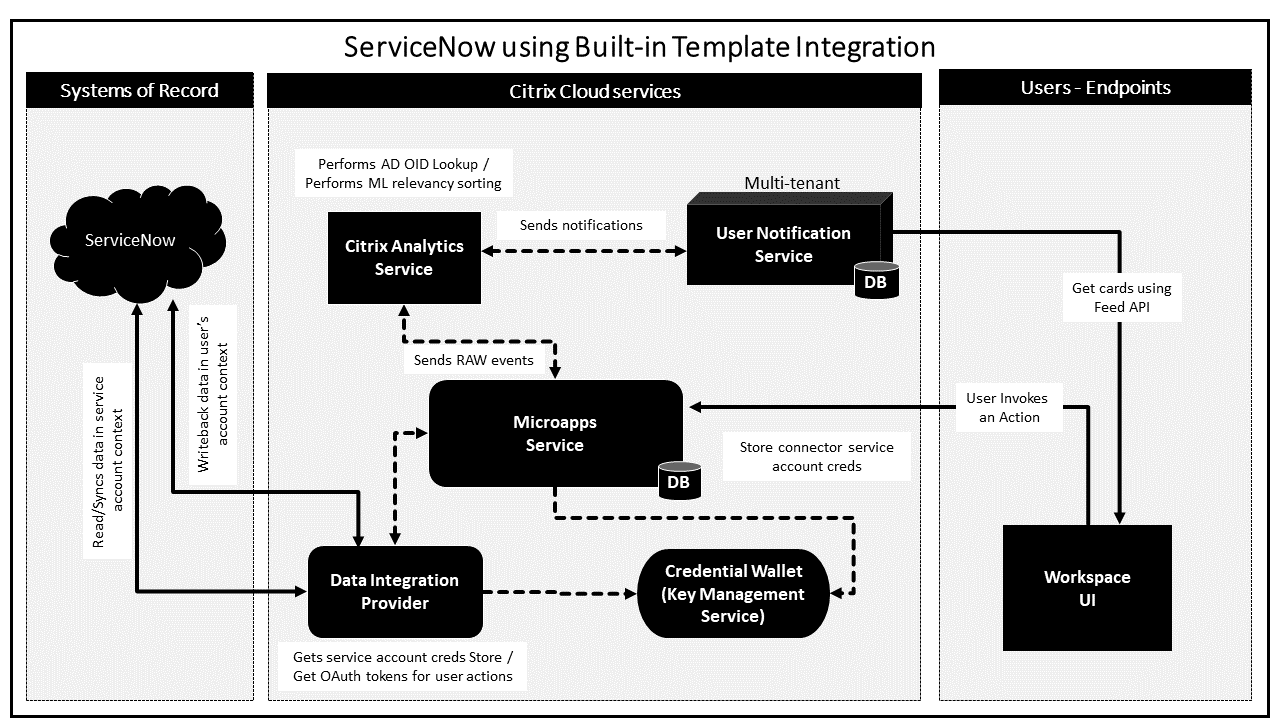 ServiceNow using Built-in Template Integration
Systems of Record
Citrix Cloud services
Users - Endpoints
ServiceNow
Read/Syncs data in service
account context
Writeback data in user's
account context
Performs AD OID Lookup /
Performs ML relevancy sorting
Citrix Analytics
Service
Sends notifications
Multi-tenant
User Notification
Service
DB
Sends RAW events
Microapps
Service
DB
Store connector service
account creds
Data Integration
Provider
Gets service account creds Store /
Get OAuth tokens for user actions
Credential Wallet
(Key Management
Service)
Get cards using
Feed API
User Invokes
an Action
Workspace
UI